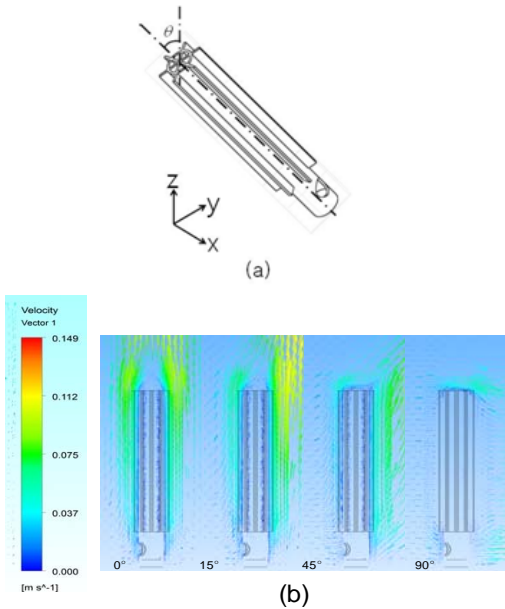 θ
z
y
x
(a)
Velocity
Vector 1
0.149
0.112
0.075
0.037
0.000
[m s^-1]
0° 15° 45° 90°
(b)